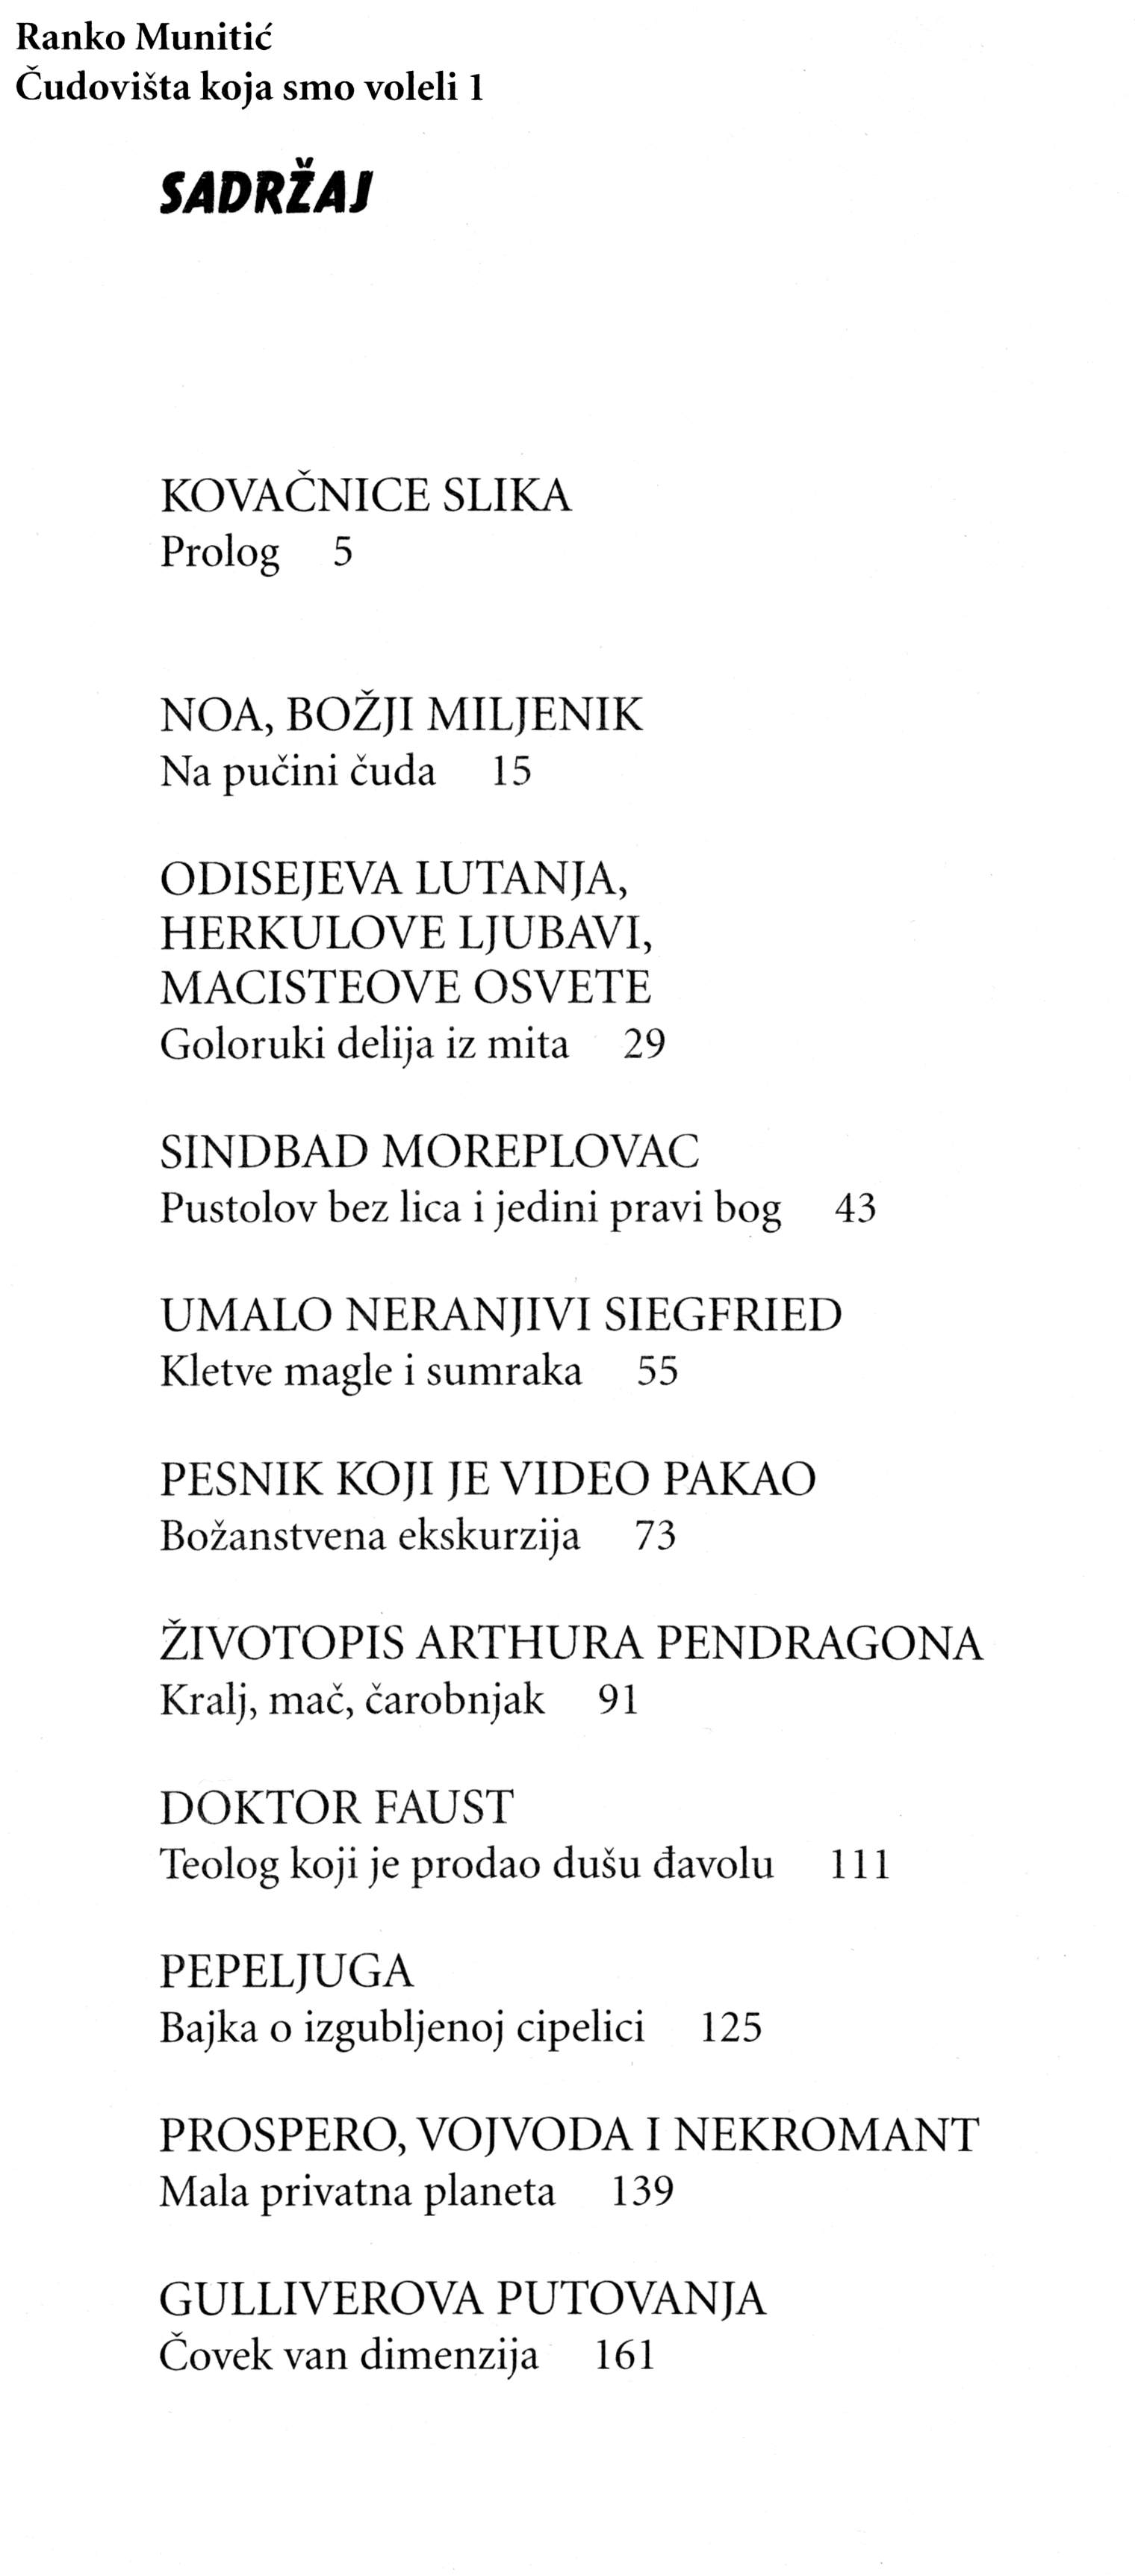 Ranko Munitić
Čudovišta koja smo voleli 1
SADRŽAJ
KOVAČNICE SLIKA
Prolog 5
NOA, BOŽJI MILJENIK
Na pučini čuda 15
ODISEJEVA LUTANJA,
HERKULOVE LJUBAVI,
MACISTEOVE OSVETE
Goloruki delija iz mita 29
SINDBAD MOREPLOVAC
Pustolov bez lica i jedini pravi bog 43
UMALO NERANJIVI SIEGFRIED
Kletve magle i sumraka 55
PESNIK KOJI JE VIDEO PAKAO
Božanstvena ekskurzija 73
ŽIVOTOPIS ARTHURA PENDRAGONA
Kralj, mač, čarobnjak 91
DOKTOR FAUST
Teolog koji je prodao dušu đavolu 111
PEPELJUGA
Bajka o izgubljenoj cipelici 125
PROSPERO, VOJVODA I NEKROMANT
Mala privatna planeta 139
GULLIVEROVA PUTOVANJA
Čovek van dimenzija 161